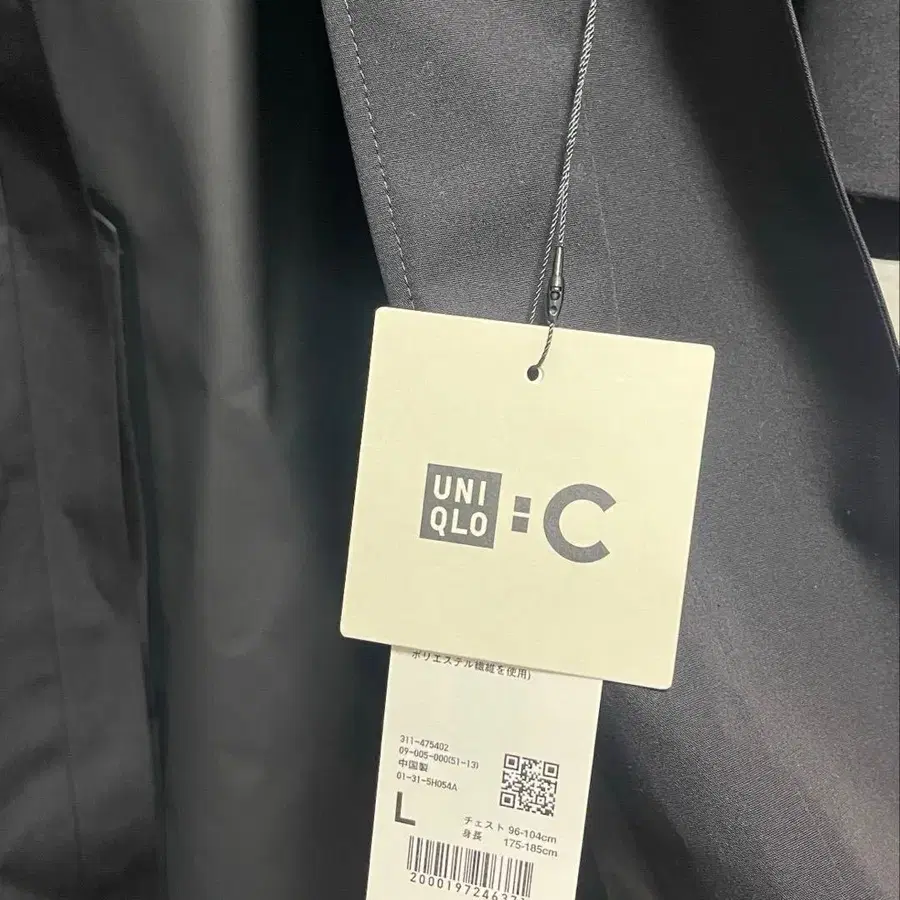 UNI
QLO
:C
ポリエステル繊維を使用)
311-475402
09-005-000(51-13)
中国製
01-31-5H054A
L
チェスト 96-104cm
身長 175-185cm